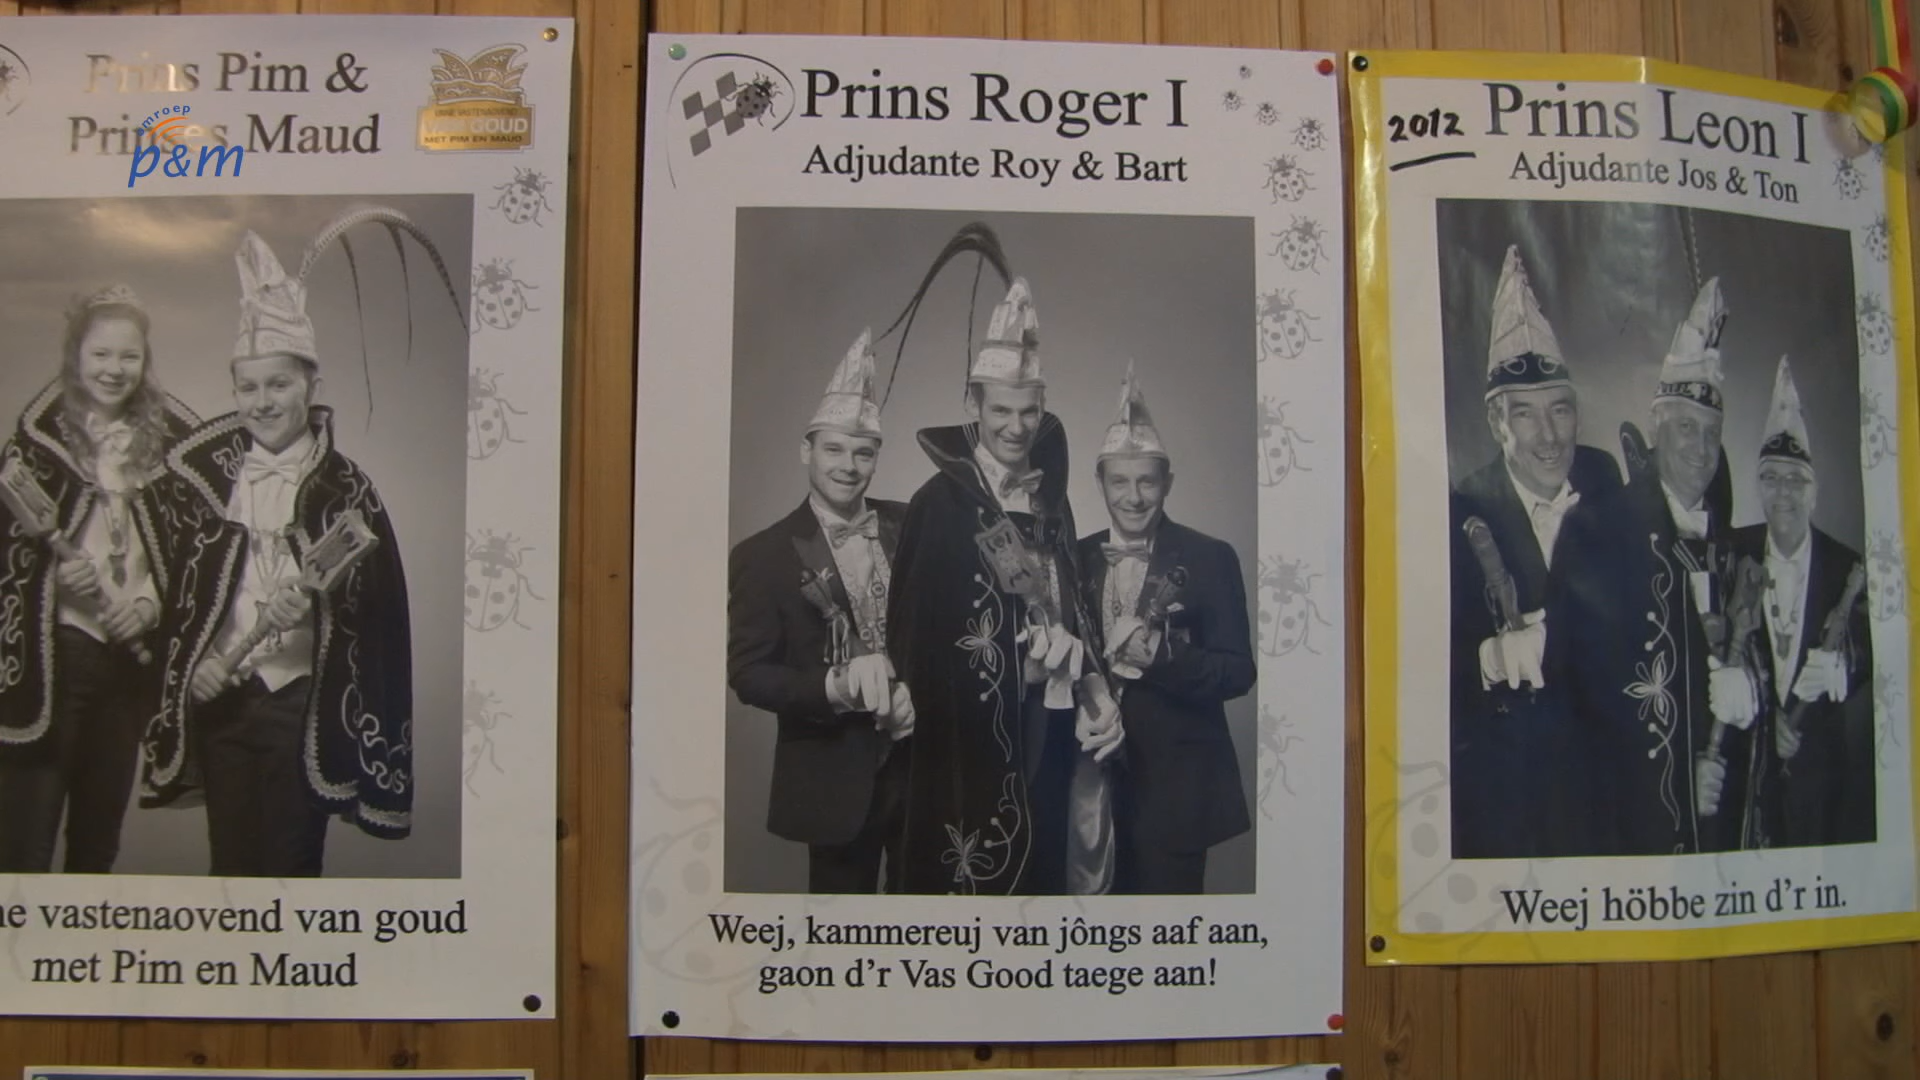 Prins Pim &
Prinses Maud
VAN GOUD
MET PIM EN MAUD
omroep
p&m
vastenaovend van goud
met Pim en Maud
Prins Roger I
Adjudante Roy & Bart
Weej, kammereuj van jôngs aaf aan,
gaon d'r Vas Good taege aan!
2012
Prins Leon I
Adjudante Jos & Ton
Weej höbbe zin d'r in.